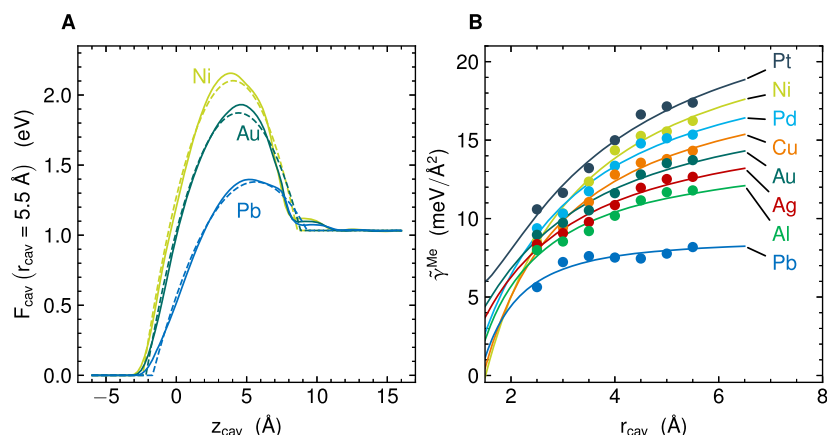 A
B
F_cav (r_cav = 5.5 Å) (eV)
2.0
1.5
1.0
0.5
0.0
Ni
Au
Pb
−5
0
5
10
15
z_cav (Å)
γ̃^Me (meV/Å²)
20
15
10
5
0
Pt
Ni
Pd
Cu
Au
Ag
Al
Pb
2
4
6
8
r_cav (Å)